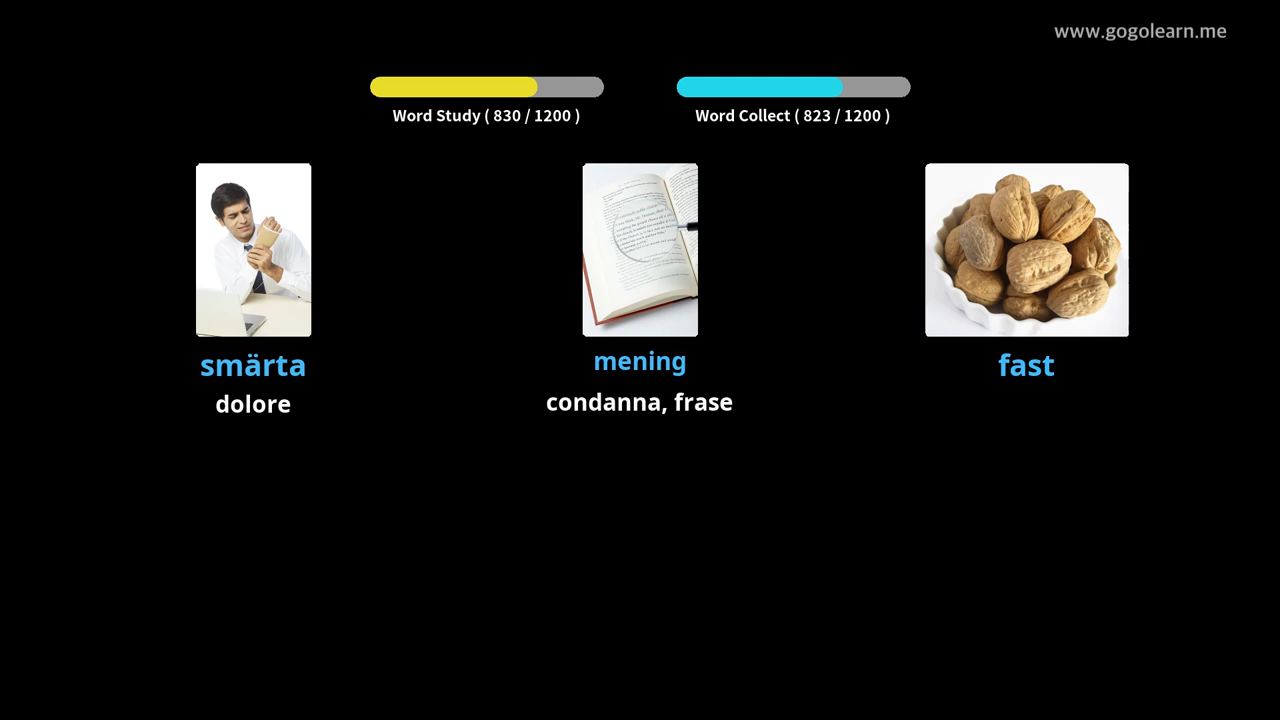 www.gogolearn.me
Word Study ( 830 / 1200 )
Word Collect ( 823 / 1200 )
smärta
mening
fast
dolore
condanna, frase